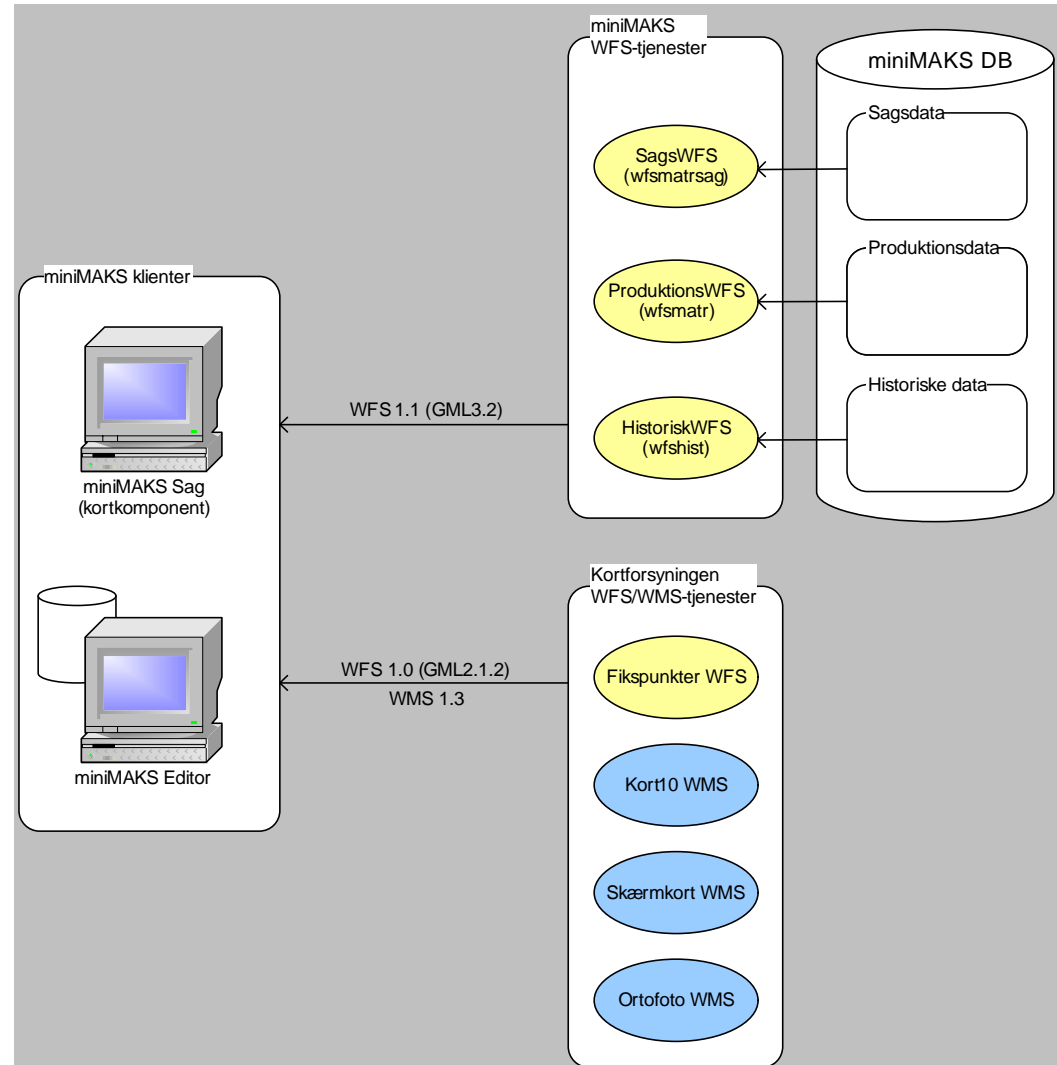 miniMAKS
WFS-tjenester
miniMAKS DB
Sagsdata
SagsWFS
(wfsmatrsag)
Produktionsdata
ProduktionsWFS
(wfsmatr)
Historiske data
HistoriskWFS
(wfshist)
miniMAKS klienter
WFS 1.1 (GML3.2)
miniMAKS Sag
(kortkomponent)
WFS 1.0 (GML2.1.2)
WMS 1.3
miniMAKS Editor
Kortforsyningen
WFS/WMS-tjenester
Fikspunkter WFS
Kort10 WMS
Skærmkort WMS
Ortofoto WMS